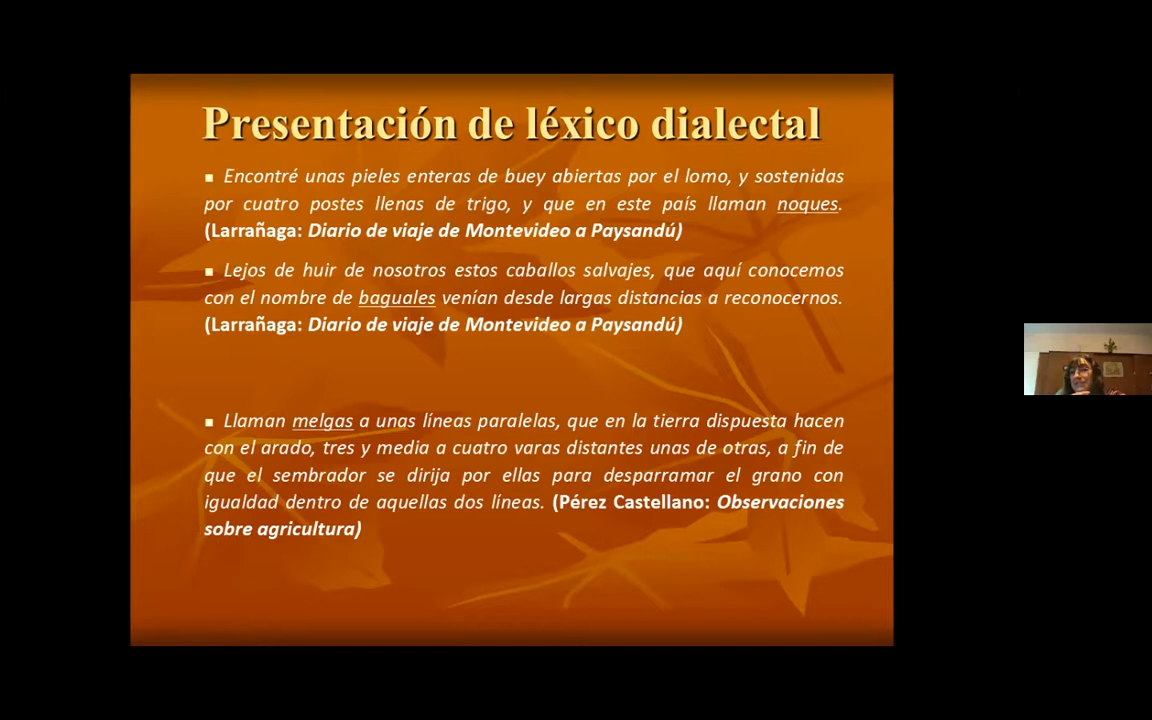 Presentación de léxico dialectal
▪ Encontré unas pieles enteras de buey abiertas por el lomo, y sostenidas
por cuatro postes llenas de trigo, y que en este país llaman noques.
(Larrañaga: Diario de viaje de Montevideo a Paysandú)
▪ Lejos de huir de nosotros estos caballos salvajes, que aquí conocemos
con el nombre de baguales venían desde largas distancias a reconocernos.
(Larrañaga: Diario de viaje de Montevideo a Paysandú)
▪ Llaman melgas a unas líneas paralelas, que en la tierra dispuesta hacen
con el arado, tres y media a cuatro varas distantes unas de otras, a fin de
que el sembrador se dirija por ellas para desparramar el grano con
igualdad dentro de aquellas dos líneas. (Pérez Castellano: Observaciones
sobre agricultura)